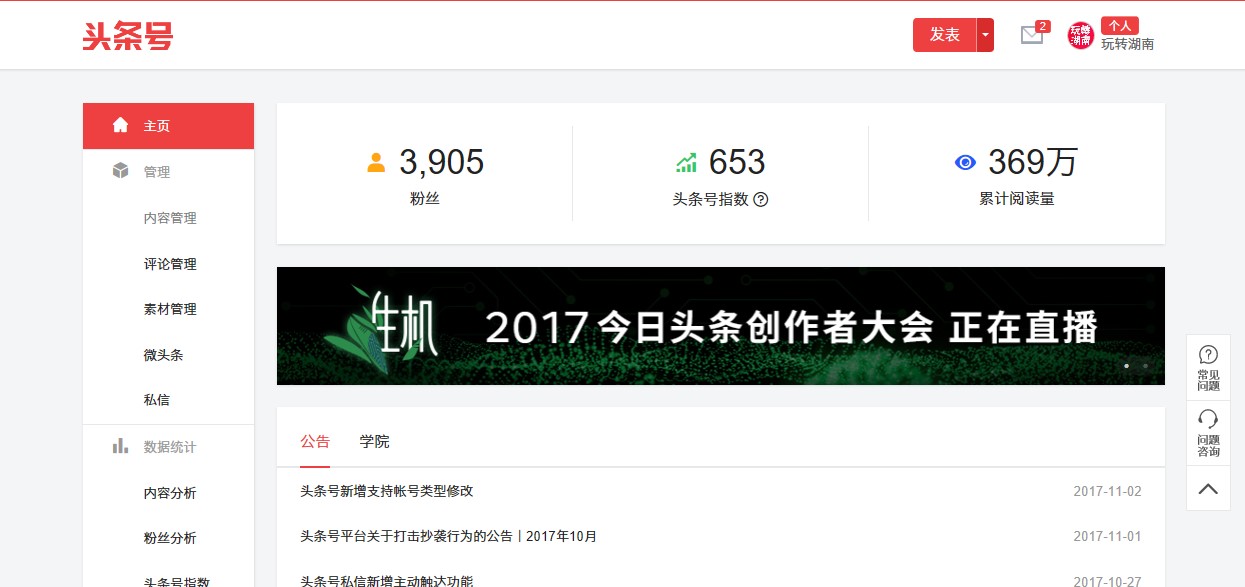 头条号
发表
2
玩转湖南
个人
玩转湖南
主页
管理
内容管理
评论管理
素材管理
微头条
私信
数据统计
内容分析
粉丝分析
头条号指数
3,905
粉丝
653
头条号指数
369万
累计阅读量
生机
2017今日头条创作者大会 正在直播
公告
学院
头条号新增支持帐号类型修改
2017-11-02
头条号平台关于打击抄袭行为的公告丨2017年10月
2017-11-01
头条号私信新增主动触达功能
2017-10-27
常见
问题
问题
咨询